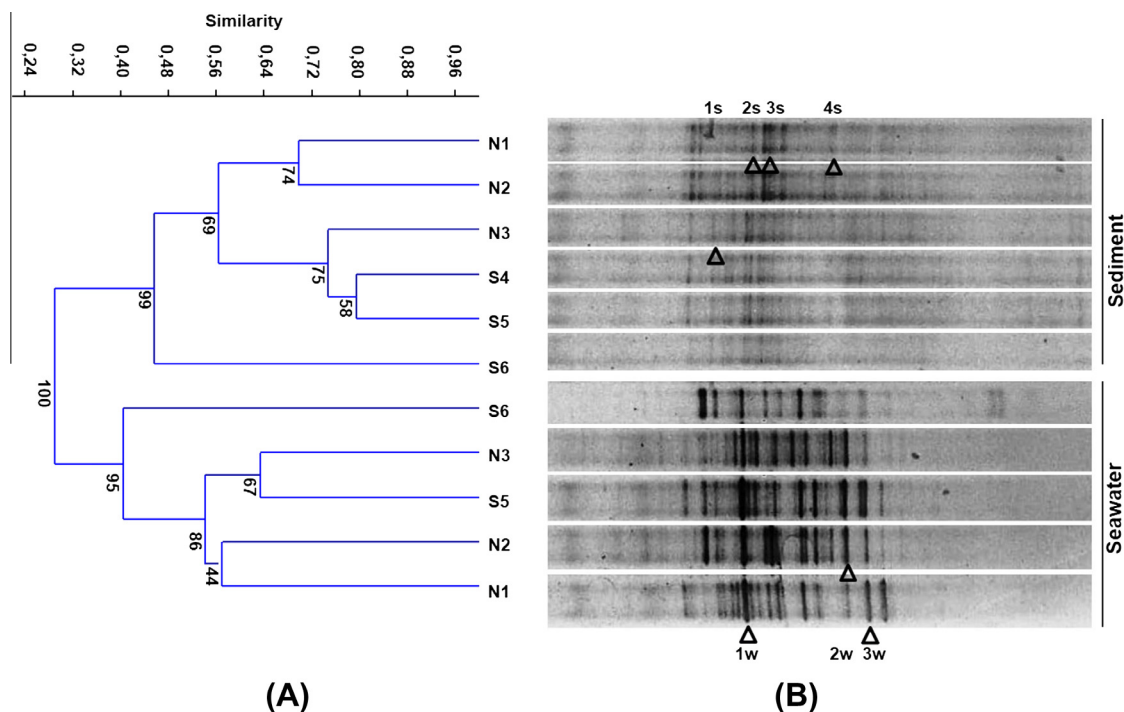 Similarity
0,24 0,32 0,40 0,48 0,56 0,64 0,72 0,80 0,88 0,96
N1
74
N2
69
N3
75
S4
58
S5
99
S6
100
S6
95
N3
67
S5
86
N2
44
N1
(A)
1s 2s 3s 4s
Sediment
Seawater
1w 2w 3w
(B)